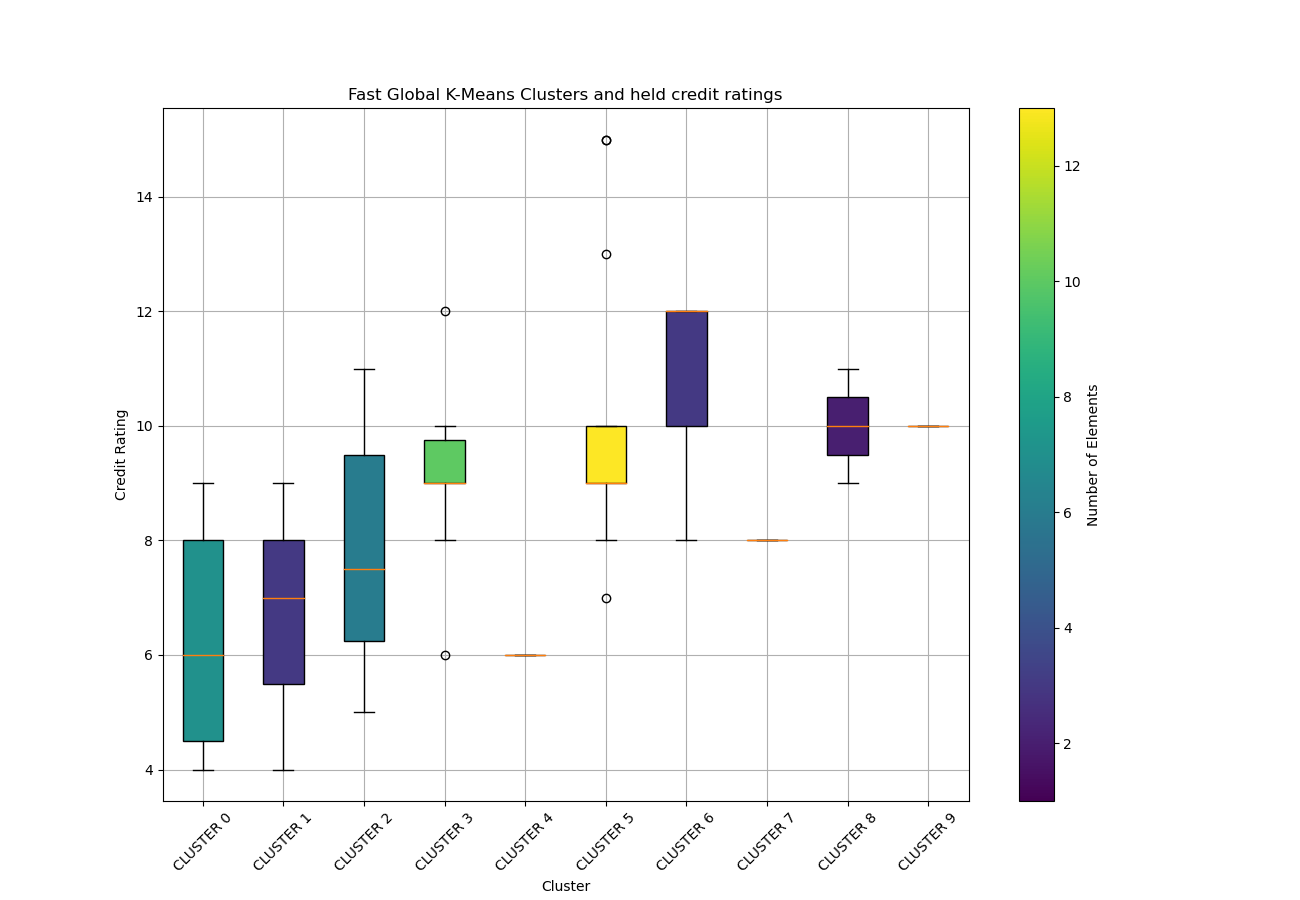 Fast Global K-Means Clusters and held credit ratings
14
12
10
8
6
4
Credit Rating
CLUSTER 0
CLUSTER 1
CLUSTER 2
CLUSTER 3
CLUSTER 4
CLUSTER 5
CLUSTER 6
CLUSTER 7
CLUSTER 8
CLUSTER 9
Cluster
12
10
8
6
4
2
Number of Elements